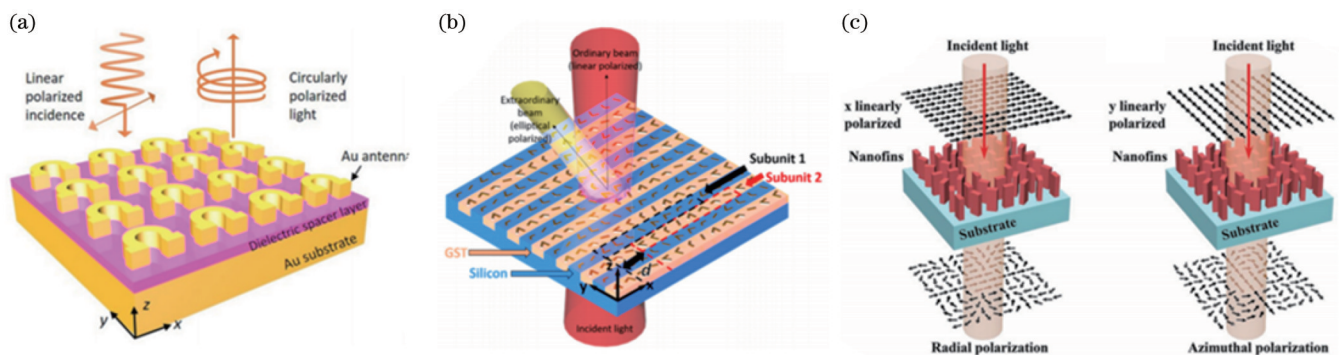 (a)
Linear
polarized
incidence
Circularly
polarized
light
Au antenna
Dielectric spacer layer
Au substrate
z
y
x
(b)
Ordinary beam
(linear polarized)
Extraordinary
beam
(elliptical
polarized)
Subunit 1
Subunit 2
GST
Silicon
d
z
y
x
Incident light
(c)
Incident light
x linearly
polarized
Nanofins
Substrate
Radial polarization
Incident light
y linearly
polarized
Nanofins
Substrate
Azimuthal polarization